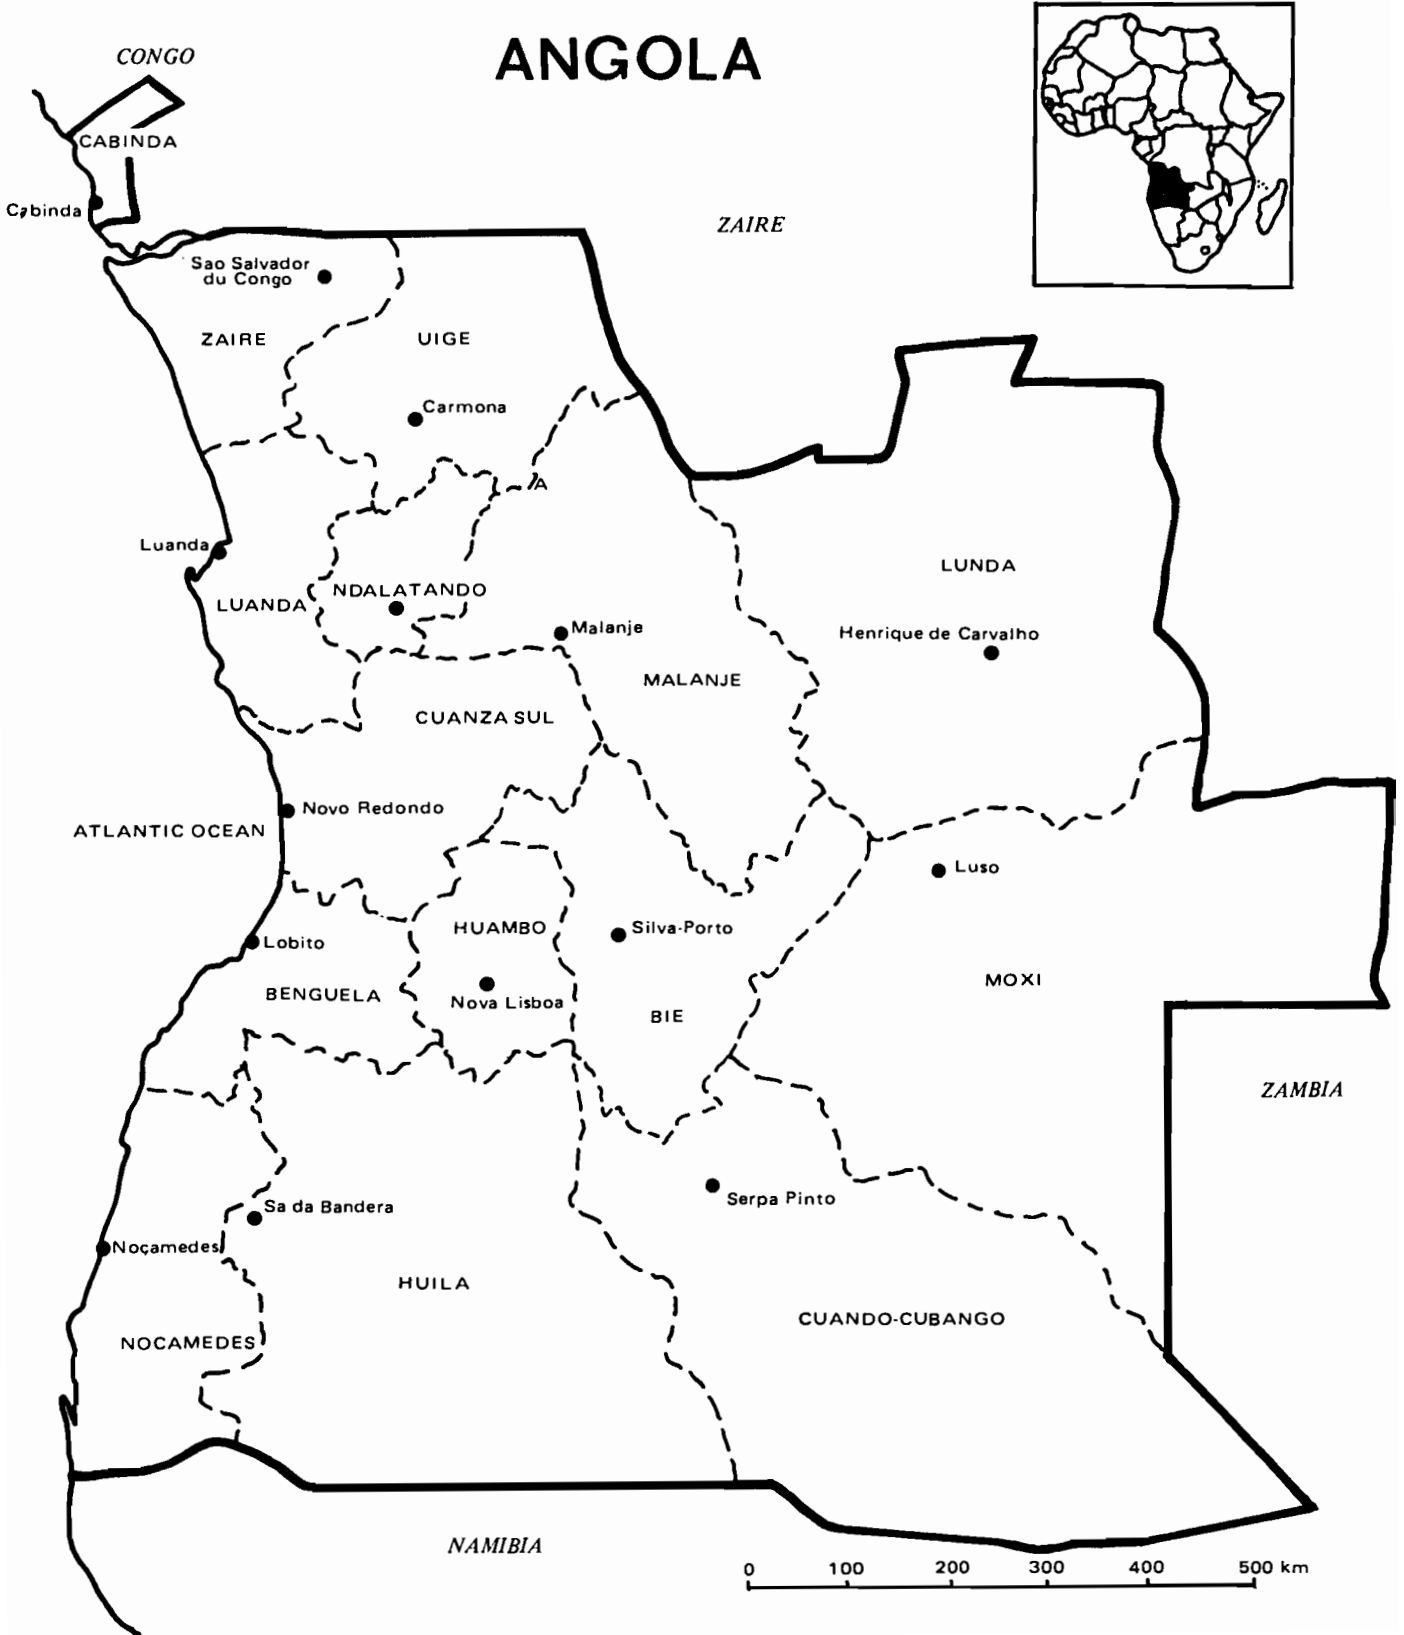 ANGOLA
CONGO
CABINDA
Cabinda
ZAIRE
Sao Salvador
du Congo
ZAIRE
UIGE
Carmona
A
Luanda
LUANDA
NDALATANDO
LUNDA
Malanje
Henrique de Carvalho
MALANJE
CUANZA SUL
Novo Redondo
ATLANTIC OCEAN
Luso
HUAMBO
Silva-Porto
Lobito
MOXI
BENGUELA
Nova Lisboa
BIE
ZAMBIA
Serpa Pinto
Sa da Bandera
Noçamedes
HUILA
CUANDO-CUBANGO
NOCAMEDES
NAMIBIA
0 100 200 300 400 500 km